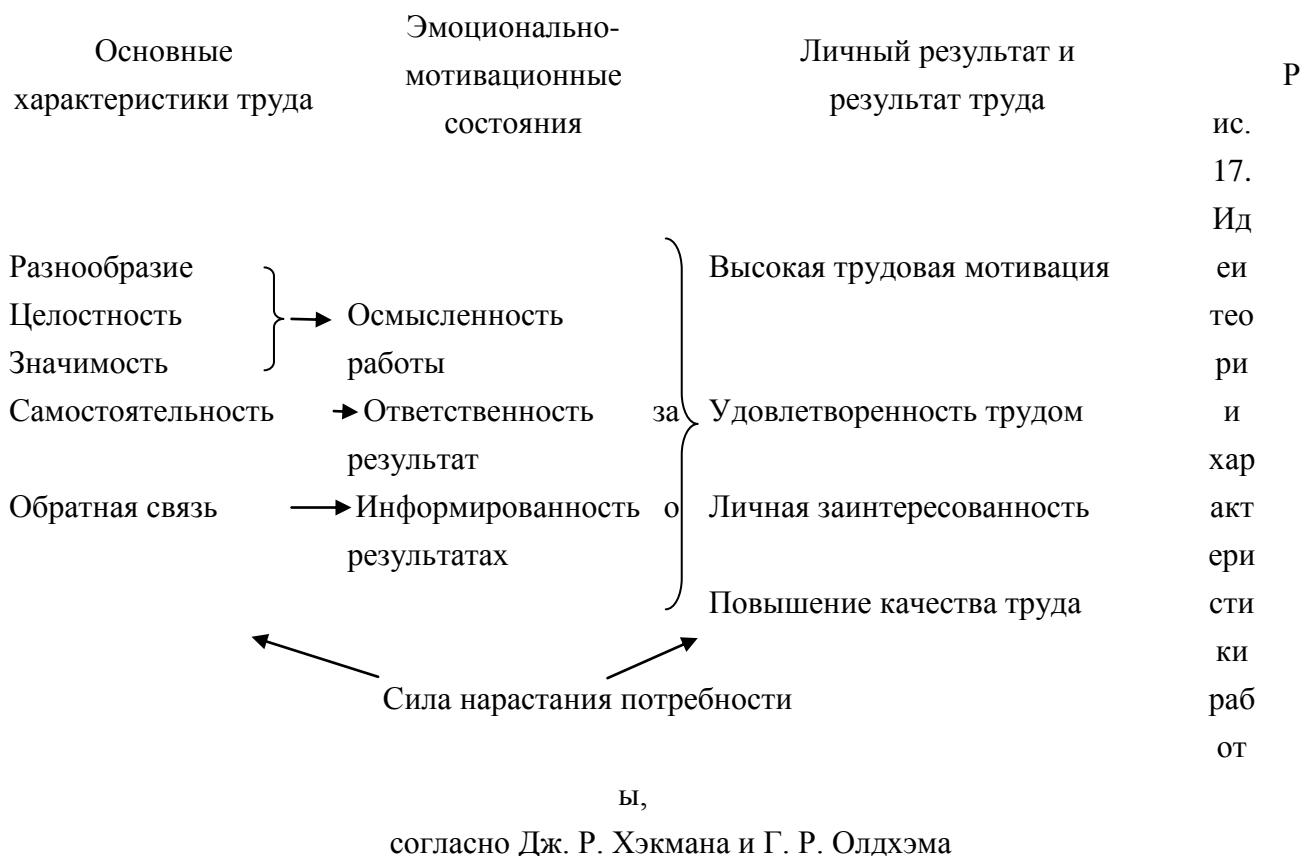 Основные
характеристики труда
Эмоционально-
мотивационные
состояния
Личный результат и
результат труда
Разнообразие
Целостность
Значимость
Самостоятельность
Обратная связь
Осмысленность
работы
Ответственность за
результат
Информированность о
результатах
Высокая трудовая мотивация
Удовлетворенность трудом
Личная заинтересованность
Повышение качества труда
Сила нарастания потребности
Р
ис.
17.
Ид
еи
тео
ри
и
хар
акт
ери
сти
ки
раб
от
ы,
согласно Дж. Р. Хэкмана и Г. Р. Олдхэма